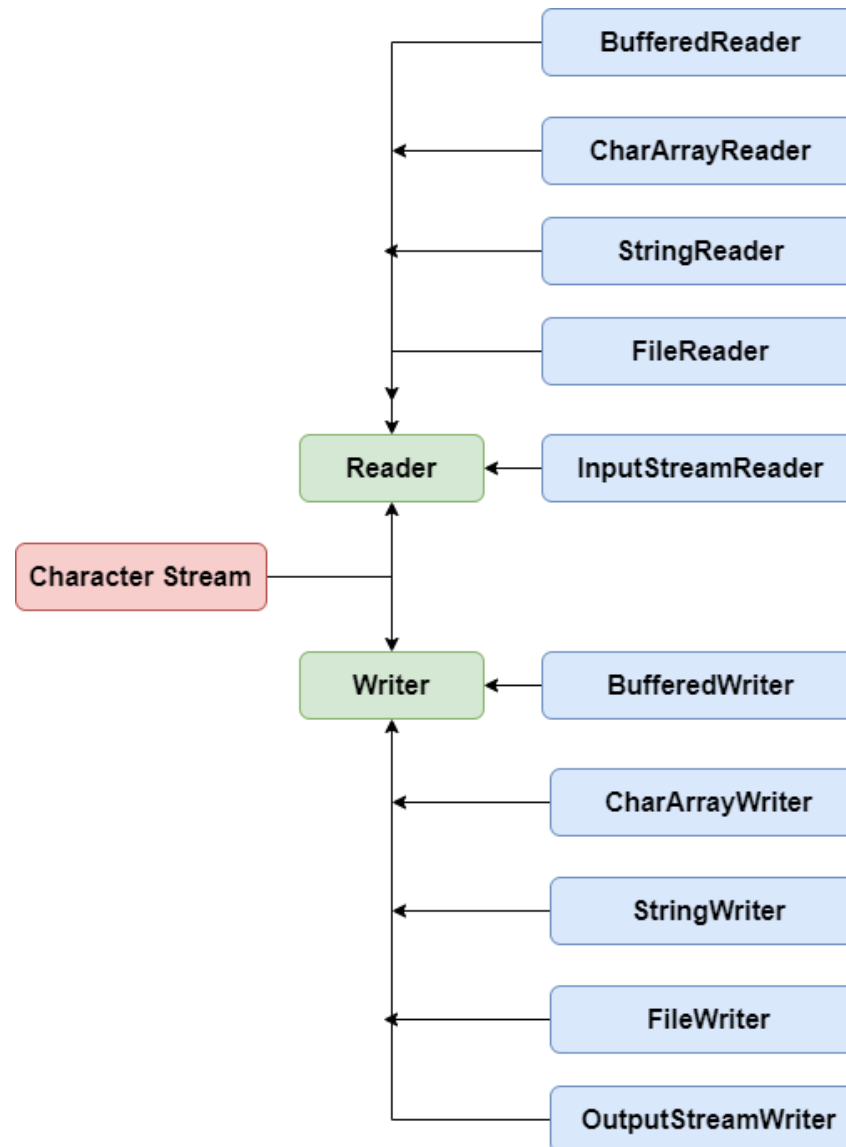 BufferedReader
CharArrayReader
StringReader
FileReader
Reader
InputStreamReader
Character Stream
Writer
BufferedWriter
CharArrayWriter
StringWriter
FileWriter
OutputStreamWriter